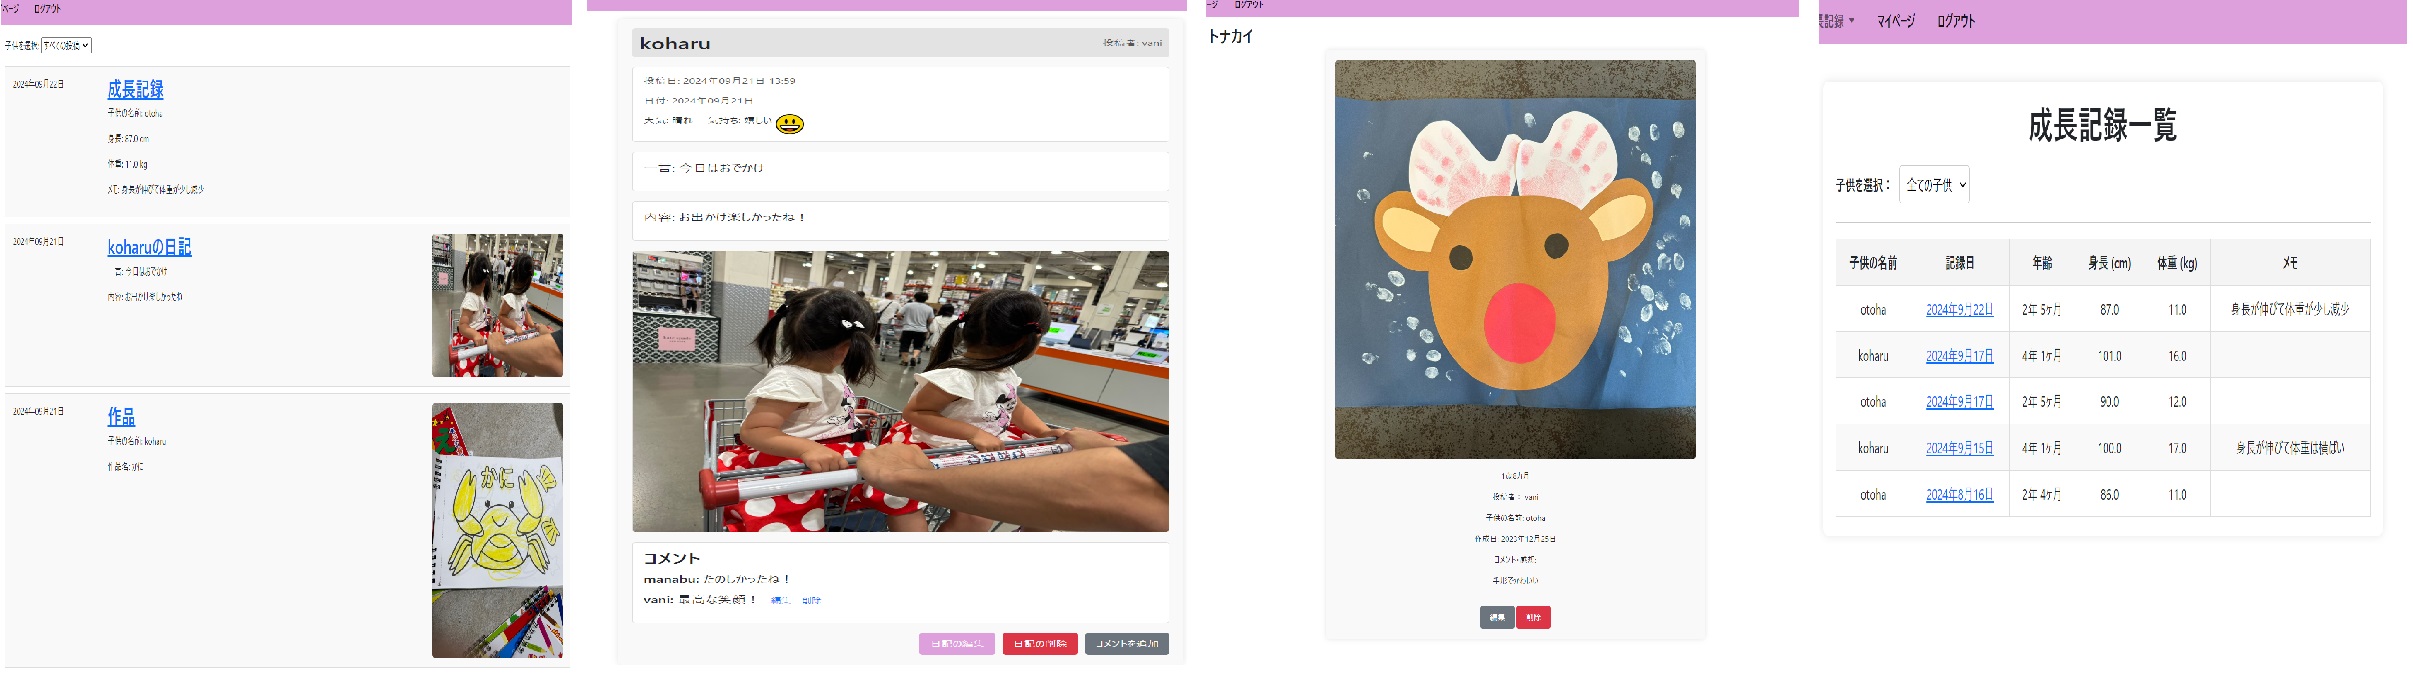 ページ ログアウト
子供を選択: すべての投稿
2024年09月22日
成長記録
子供の名前: otoha
身長: 87.0 cm
体重: 11.0 kg
メモ: 身長が伸びて体重が少し減少
2024年09月21日
koharuの日記
一言: 今日はおでかけ
内容: お出かけ楽しかったね
2024年09月21日
作品
子供の名前: koharu
作品名: かに
かに
koharu
投稿者: vani
投稿日: 2024年09月21日 13:59
日付: 2024年09月21日
天気: 晴れ 気持ち: 嬉しい
一言: 今日はおでかけ
内容: お出かけ楽しかったね！
コメント
manabu: たのしかったね！
vani: 最高な笑顔！ 編集 削除
日記の編集 日記の削除 コメントを追加
ージ ログアウト
トナカイ
投稿者： vani
子供の名前: otoha
作成日: 2023年12月25日
コメント・感想:
手形でかわいい
編集 削除
長記録 マイページ ログアウト
成長記録一覧
子供を選択： 全ての子供
子供の名前 記録日 年齢 身長 (cm) 体重 (kg) メモ
otoha 2024年9月22日 2年 5ヶ月 87.0 11.0 身長が伸びて体重が少し減少
koharu 2024年9月17日 4年 1ヶ月 101.0 16.0
otoha 2024年9月17日 2年 5ヶ月 90.0 12.0
koharu 2024年9月15日 4年 1ヶ月 100.0 17.0 身長が伸びて体重は横ばい
otoha 2024年8月16日 2年 4ヶ月 86.0 11.0